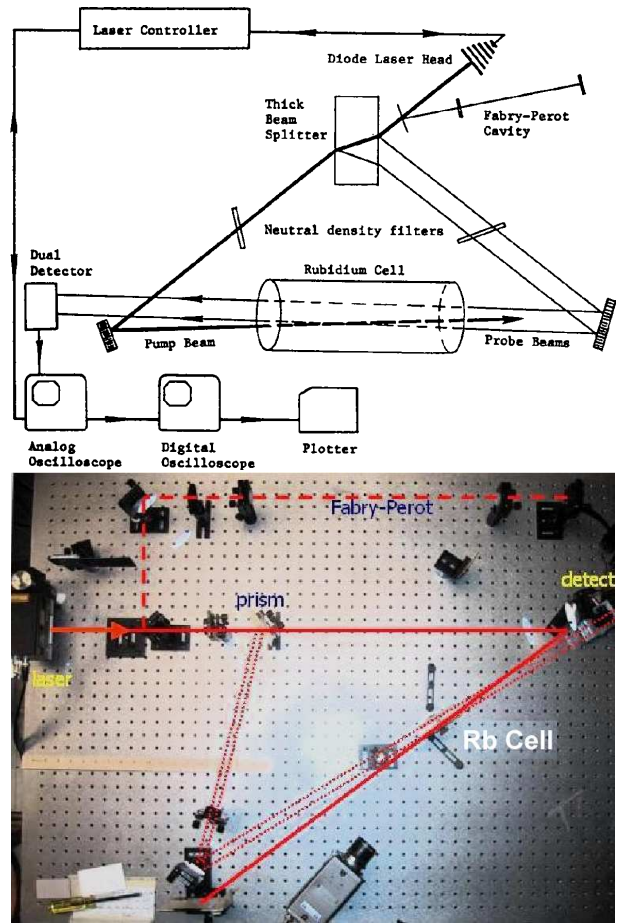 Laser Controller
Diode Laser Head
Thick
Beam
Splitter
Fabry-Perot
Cavity
Neutral density filters
Dual
Detector
Rubidium Cell
Pump Beam
Probe Beams
Analog
Oscilloscope
Digital
Oscilloscope
Plotter
Fabry-Perot
detect
prism
laser
Rb Cell